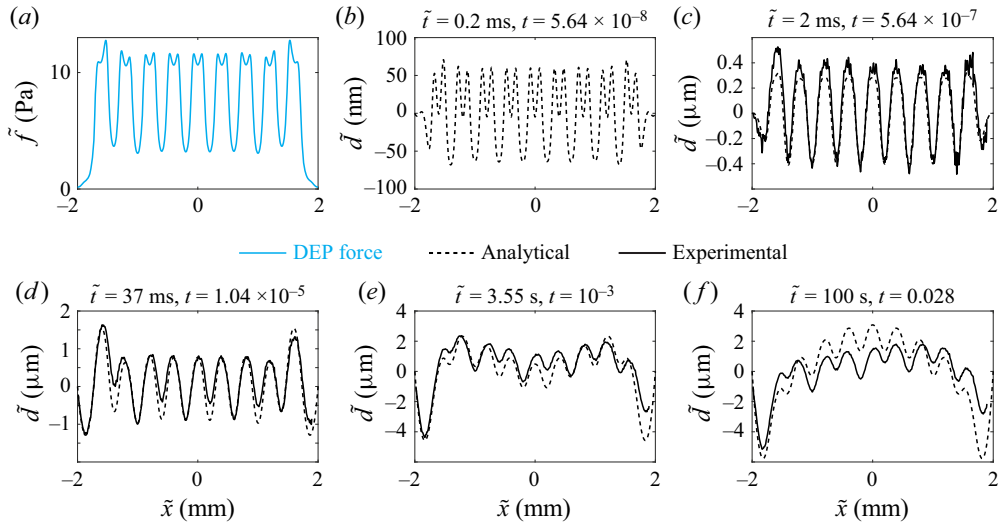 (a)
10
0
f̃ (Pa)
−2 0 2
(b) t̃ = 0.2 ms, t = 5.64 × 10⁻⁸
100
50
0
−50
−100
d̃ (nm)
−2 0 2
(c) t̃ = 2 ms, t = 5.64 × 10⁻⁷
0.4
0.2
0
−0.2
−0.4
d̃ (μm)
−2 0 2
DEP force Analytical Experimental
(d) t̃ = 37 ms, t = 1.04 ×10⁻⁵
2
1
0
−1
d̃ (μm)
−2 0 2
x̃ (mm)
(e) t̃ = 3.55 s, t = 10⁻³
4
2
0
−2
−4
d̃ (μm)
−2 0 2
x̃ (mm)
(f) t̃ = 100 s, t = 0.028
4
2
0
−2
−4
d̃ (μm)
−2 0 2
x̃ (mm)